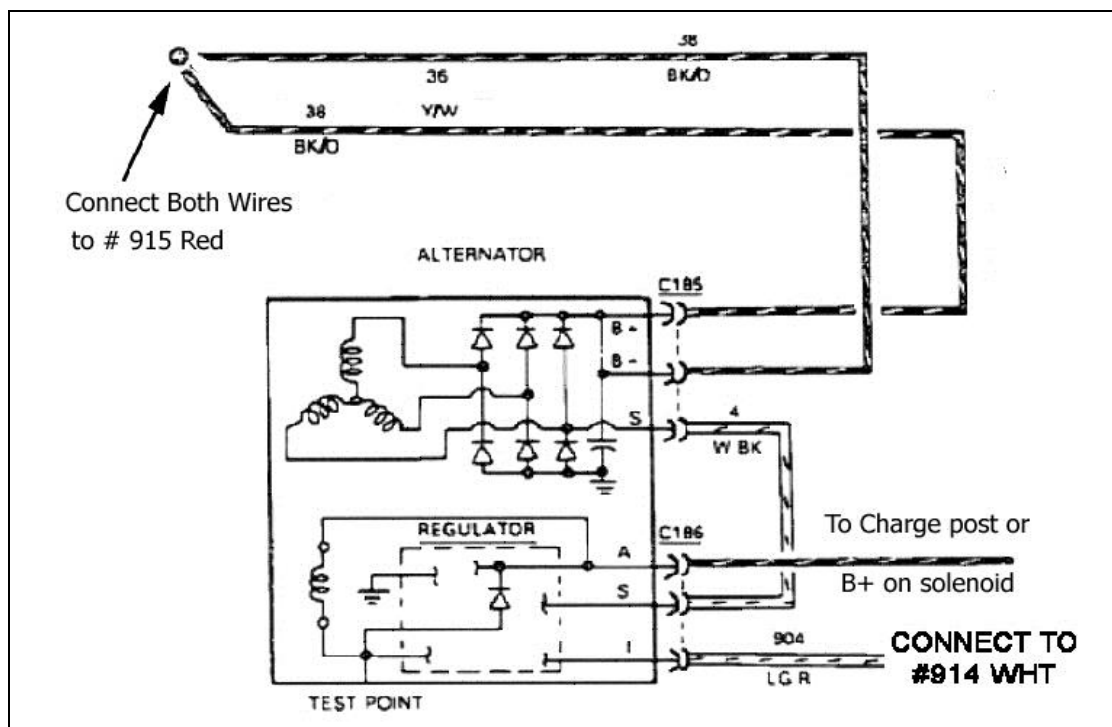 38
BK/O
36
Y/W
38
BK/O
Connect Both Wires
to # 915 Red
ALTERNATOR
C185
B +
B -
S
4
W BK
REGULATOR
C186
A
To Charge post or
B+ on solenoid
S
I
904
LG R
CONNECT TO
#914 WHT
TEST POINT